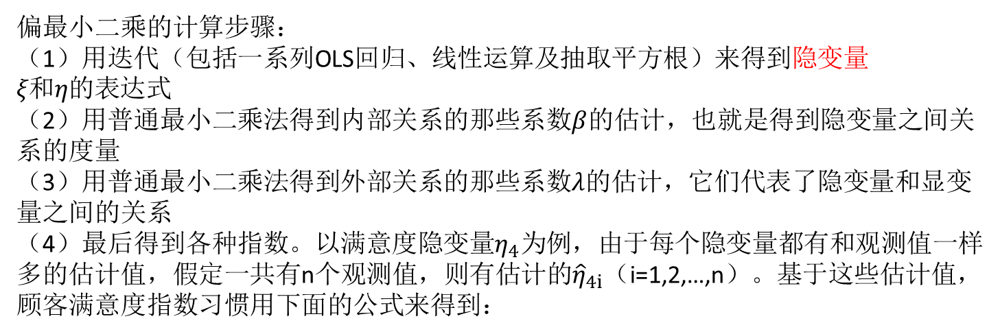 偏最小二乘的计算步骤：
（1）用迭代（包括一系列OLS回归、线性运算及抽取平方根）来得到隐变量
ξ和η的表达式
（2）用普通最小二乘法得到内部关系的那些系数β的估计，也就是得到隐变量之间关
系的度量
（3）用普通最小二乘法得到外部关系的那些系数λ的估计，它们代表了隐变量和显变
量之间的关系
（4）最后得到各种指数。以满意度隐变量η₄为例，由于每个隐变量都有和观测值一样
多的估计值，假定一共有n个观测值，则有估计的η̂₄ᵢ（i=1,2,…,n）。基于这些估计值，
顾客满意度指数习惯用下面的公式来得到：